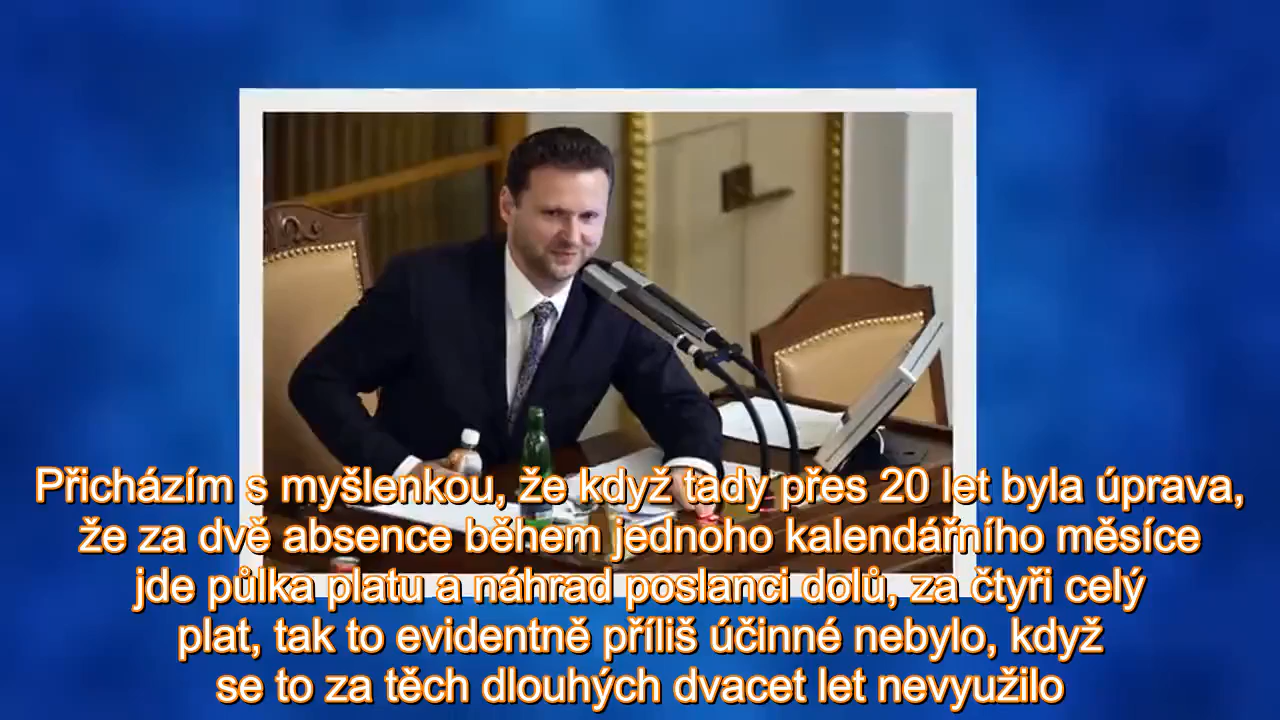 Přicházím s myšlenkou, že když tady přes 20 let byla úprava,
že za dvě absence během jednoho kalendářního měsíce
jde půlka platu a náhrad poslanci dolů, za čtyři celý
plat, tak to evidentně příliš účinné nebylo, když
se to za těch dlouhých dvacet let nevyužilo